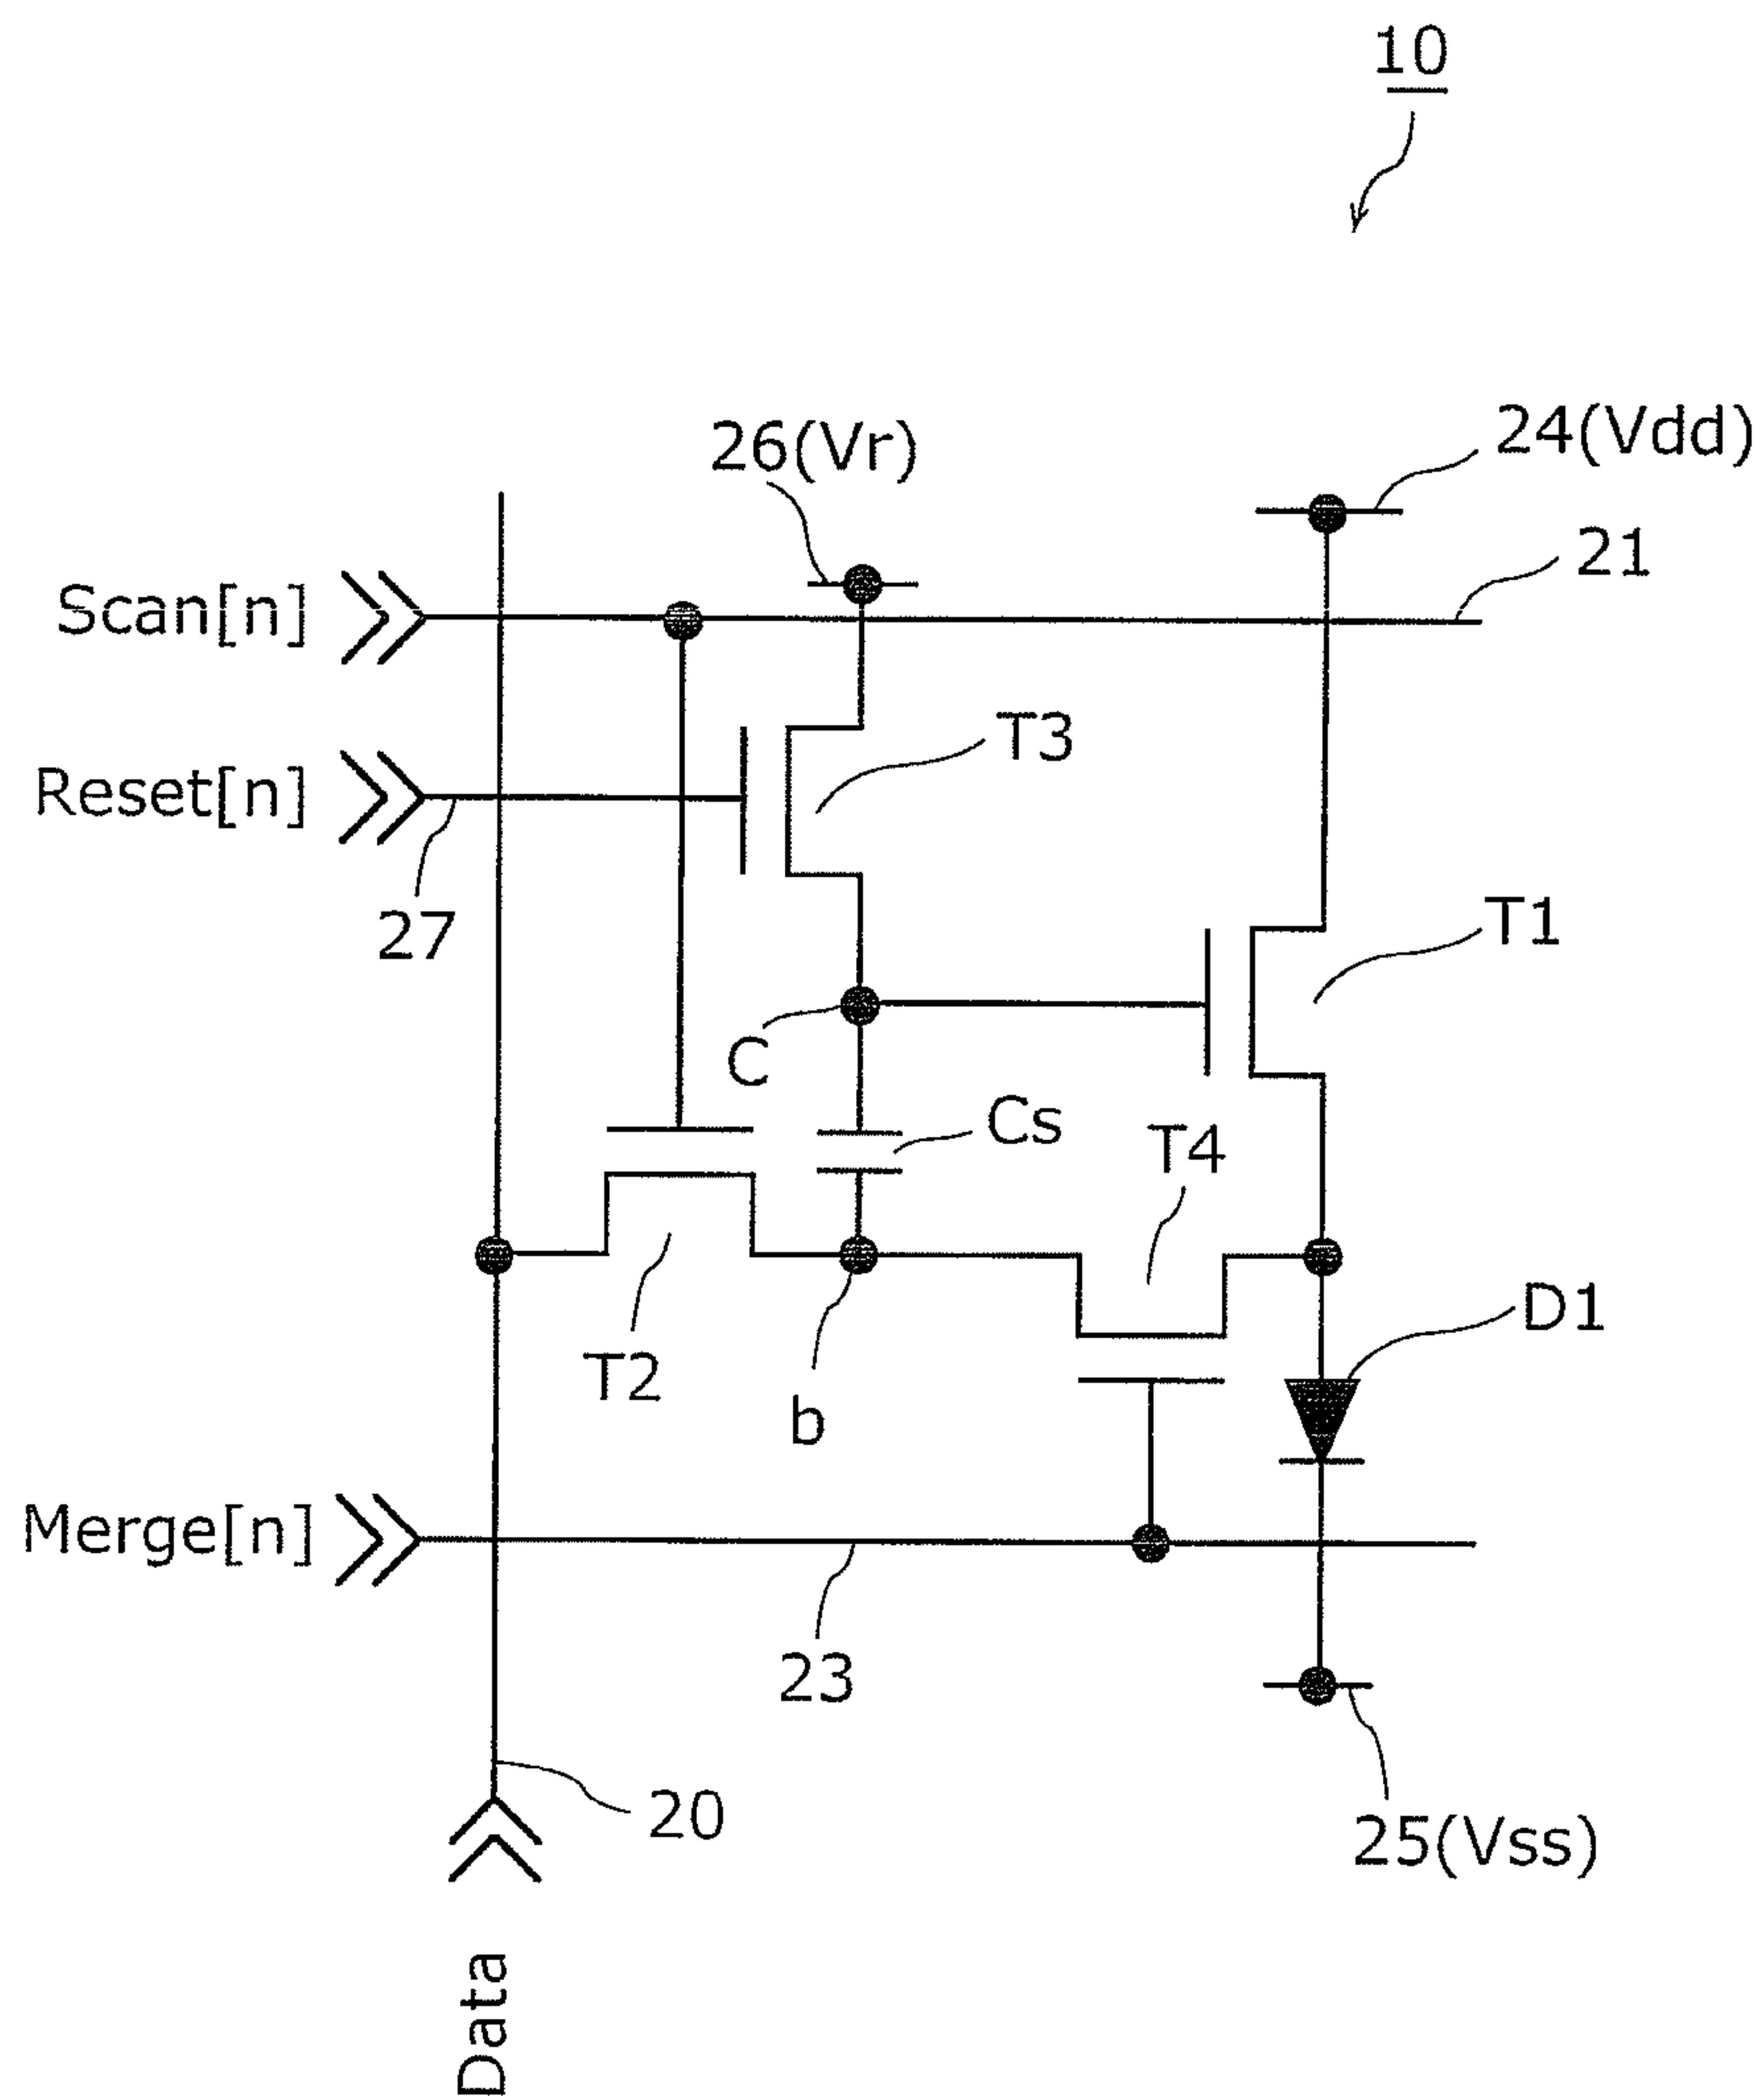 10
24(Vdd)
26(Vr)
21
Scan[n]
T3
Reset[n]
T1
27
C
Cs
T4
D1
T2
b
Merge[n]
23
20
25(Vss)
Data